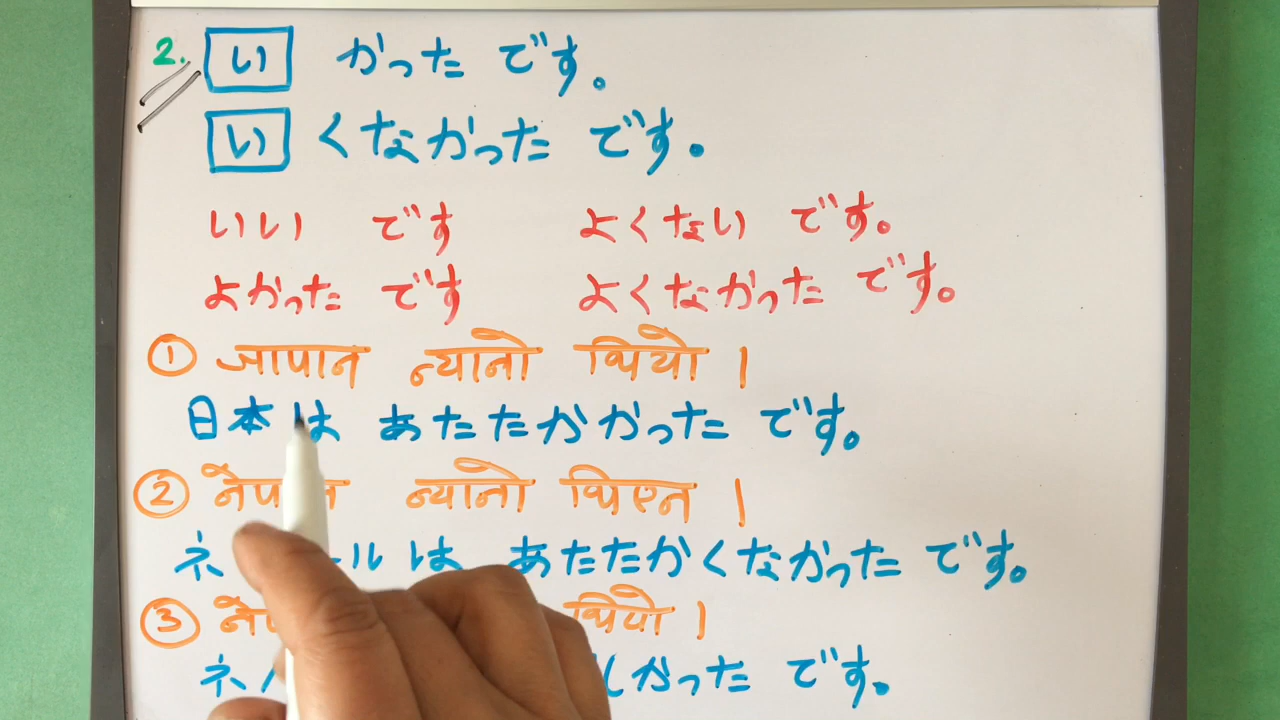 2. い かった です。
い くなかった です。
いい です よくない です。
よかった です よくなかった です。
① जापान न्यानो थियो ।
日本は あたたかかった です。
② नेपाल न्यानो थिएन ।
は あたたかくなかった です。
③ थियो ।
かった です。